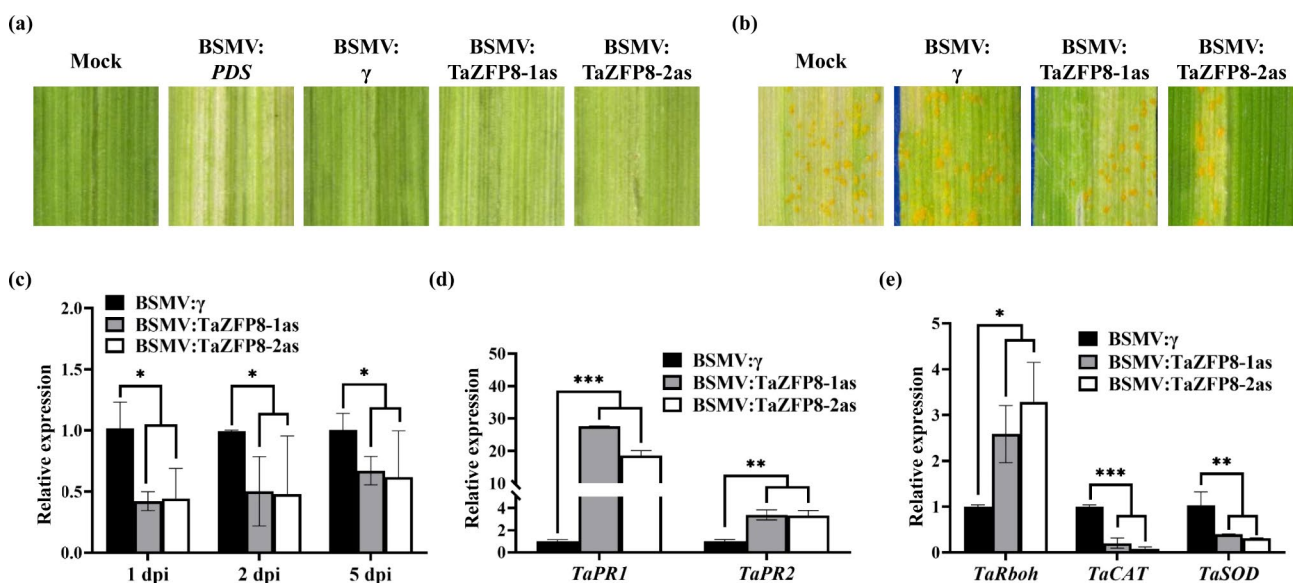 (a)
Mock
BSMV:
PDS
BSMV:
γ
BSMV:
TaZFP8-1as
BSMV:
TaZFP8-2as
(b)
Mock
BSMV:
γ
BSMV:
TaZFP8-1as
BSMV:
TaZFP8-2as
(c)
BSMV:γ
BSMV:TaZFP8-1as
BSMV:TaZFP8-2as
Relative expression
2.0
1.5
1.0
0.5
0.0
*
*
*
1 dpi
2 dpi
5 dpi
(d)
BSMV:γ
BSMV:TaZFP8-1as
BSMV:TaZFP8-2as
Relative expression
50
40
30
20
10
4
2
0
***
**
TaPR1
TaPR2
(e)
BSMV:γ
BSMV:TaZFP8-1as
BSMV:TaZFP8-2as
Relative expression
5
4
3
2
1
0
*
***
**
TaRboh
TaCAT
TaSOD